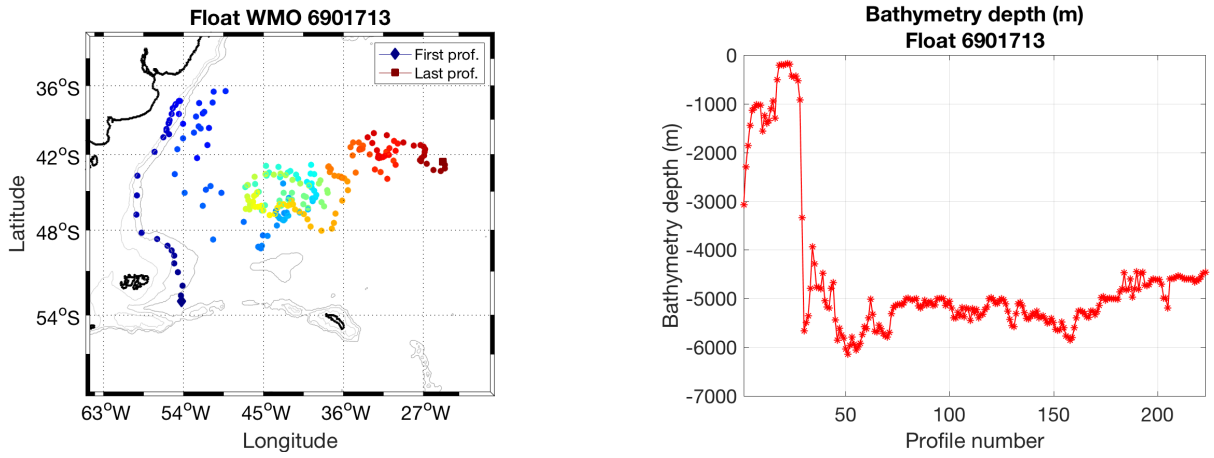 Float WMO 6901713
First prof.
Last prof.
36°S
42°S
48°S
54°S
Latitude
63°W
54°W
45°W
36°W
27°W
Longitude
Bathymetry depth (m)
Float 6901713
0
-1000
-2000
-3000
-4000
-5000
-6000
-7000
Bathymetry depth (m)
50
100
150
200
Profile number